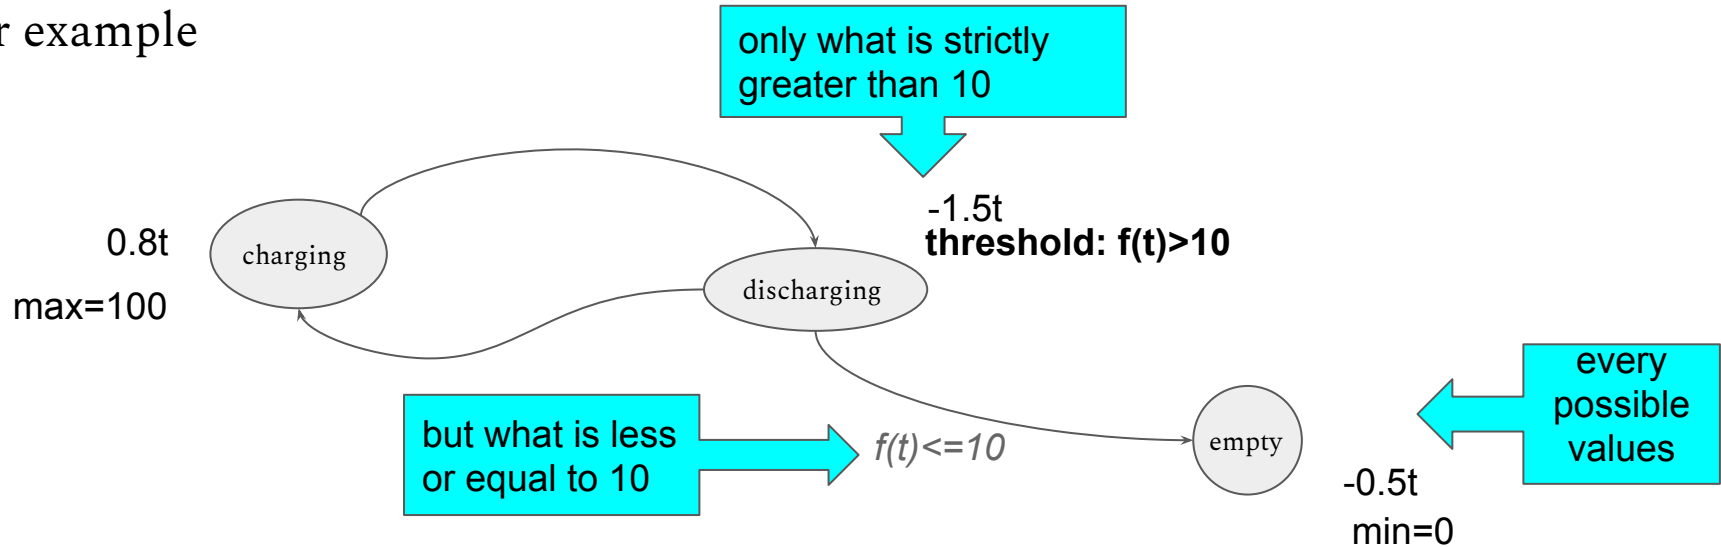 r example
only what is strictly
greater than 10
-1.5t
threshold: f(t)>10
0.8t
charging
max=100
discharging
every
possible
values
but what is less
or equal to 10
f(t)<=10
empty
-0.5t
min=0